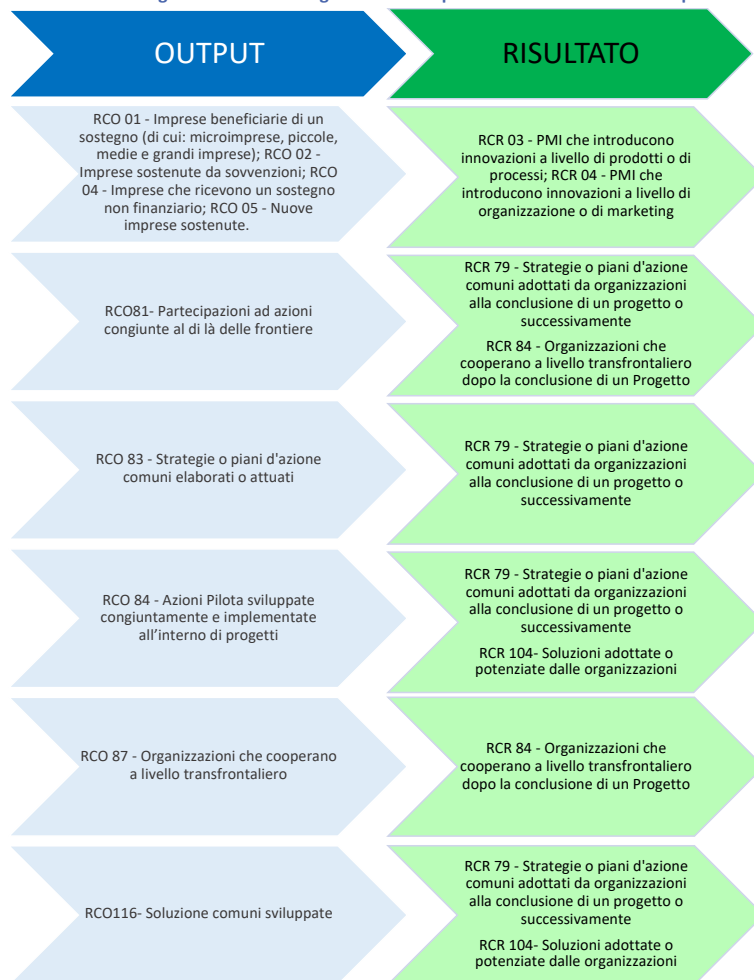 OUTPUT
RISULTATO
RCO 01 - Imprese beneficiarie di un
sostegno (di cui: microimprese, piccole,
medie e grandi imprese); RCO 02 -
Imprese sostenute da sovvenzioni; RCO
04 - Imprese che ricevono un sostegno
non finanziario; RCO 05 - Nuove
imprese sostenute.
RCR 03 - PMI che introducono
innovazioni a livello di prodotti o di
processi; RCR 04 - PMI che
introducono innovazioni a livello di
organizzazione o di marketing
RCO81- Partecipazioni ad azioni
congiunte al di là delle frontiere
RCR 79 - Strategie o piani d'azione
comuni adottati da organizzazioni
alla conclusione di un progetto o
successivamente
RCR 84 - Organizzazioni che
cooperano a livello transfrontaliero
dopo la conclusione di un Progetto
RCO 83 - Strategie o piani d'azione
comuni elaborati o attuati
RCR 79 - Strategie o piani d'azione
comuni adottati da organizzazioni
alla conclusione di un progetto o
successivamente
RCO 84 - Azioni Pilota sviluppate
congiuntamente e implementate
all’interno di progetti
RCR 79 - Strategie o piani d'azione
comuni adottati da organizzazioni
alla conclusione di un progetto o
successivamente
RCR 104- Soluzioni adottate o
potenziate dalle organizzazioni
RCO 87 - Organizzazioni che cooperano
a livello transfrontaliero
RCR 84 - Organizzazioni che
cooperano a livello transfrontaliero
dopo la conclusione di un Progetto
RCO116- Soluzione comuni sviluppate
RCR 79 - Strategie o piani d'azione
comuni adottati da organizzazioni
alla conclusione di un progetto o
successivamente
RCR 104- Soluzioni adottate o
potenziate dalle organizzazioni